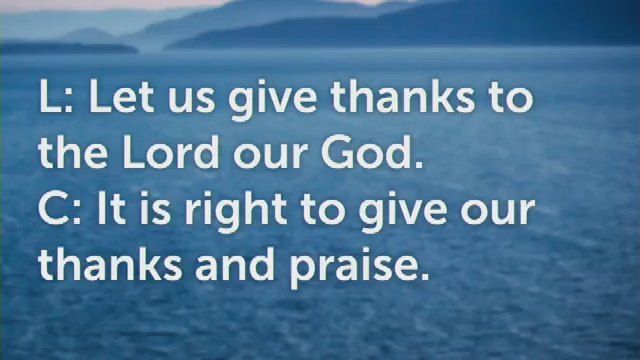 L: Let us give thanks to
the Lord our God.
C: It is right to give our
thanks and praise.